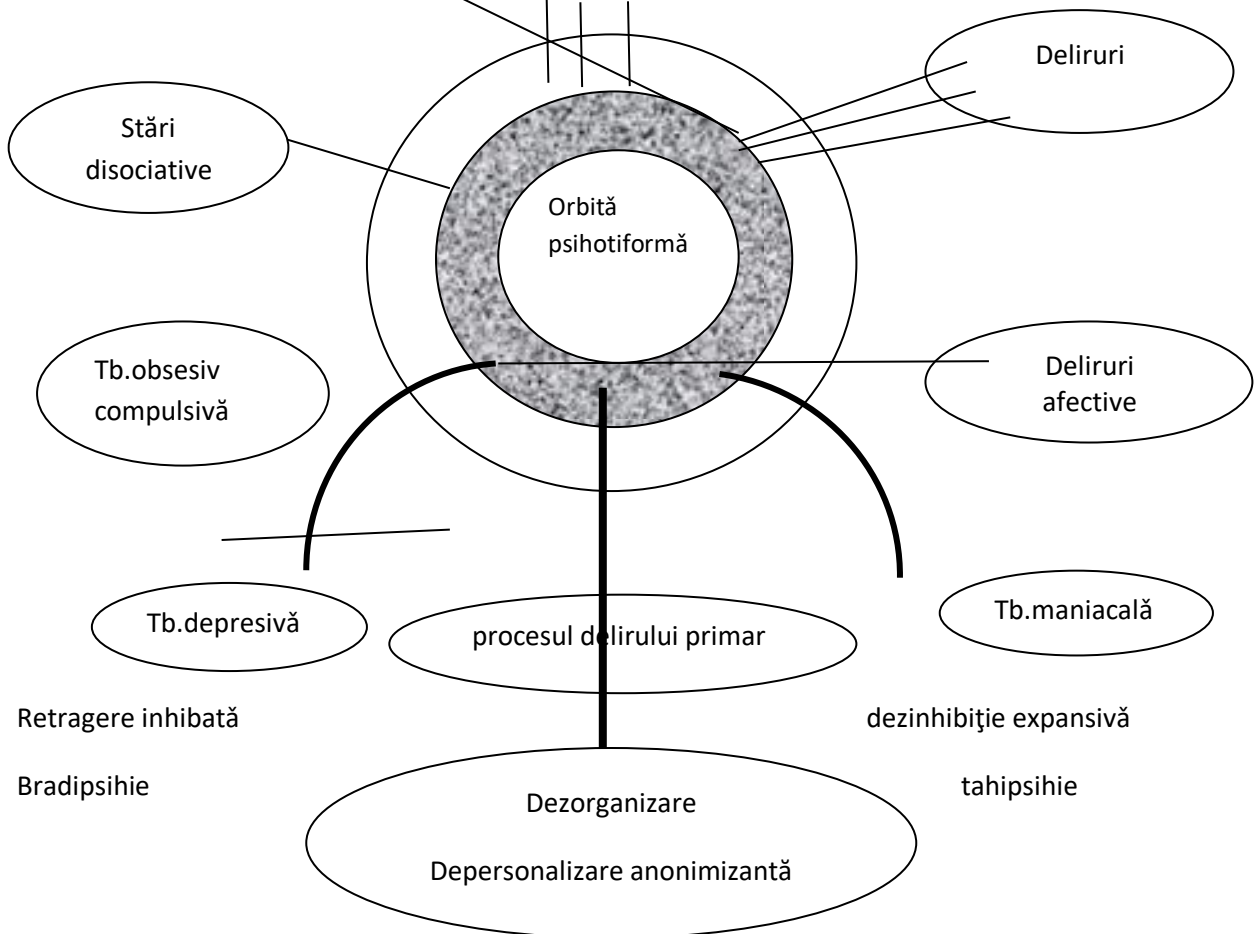 Deliruri
Stări
disociative
Orbită
psihotiformă
Tb.obsesiv
compulsivă
Deliruri
afective
Tb.depresivă
procesul delirului primar
Tb.maniacală
Retragere inhibată
dezinhibiţie expansivă
Bradipsihie
tahipsihie
Dezorganizare
Depersonalizare anonimizantă